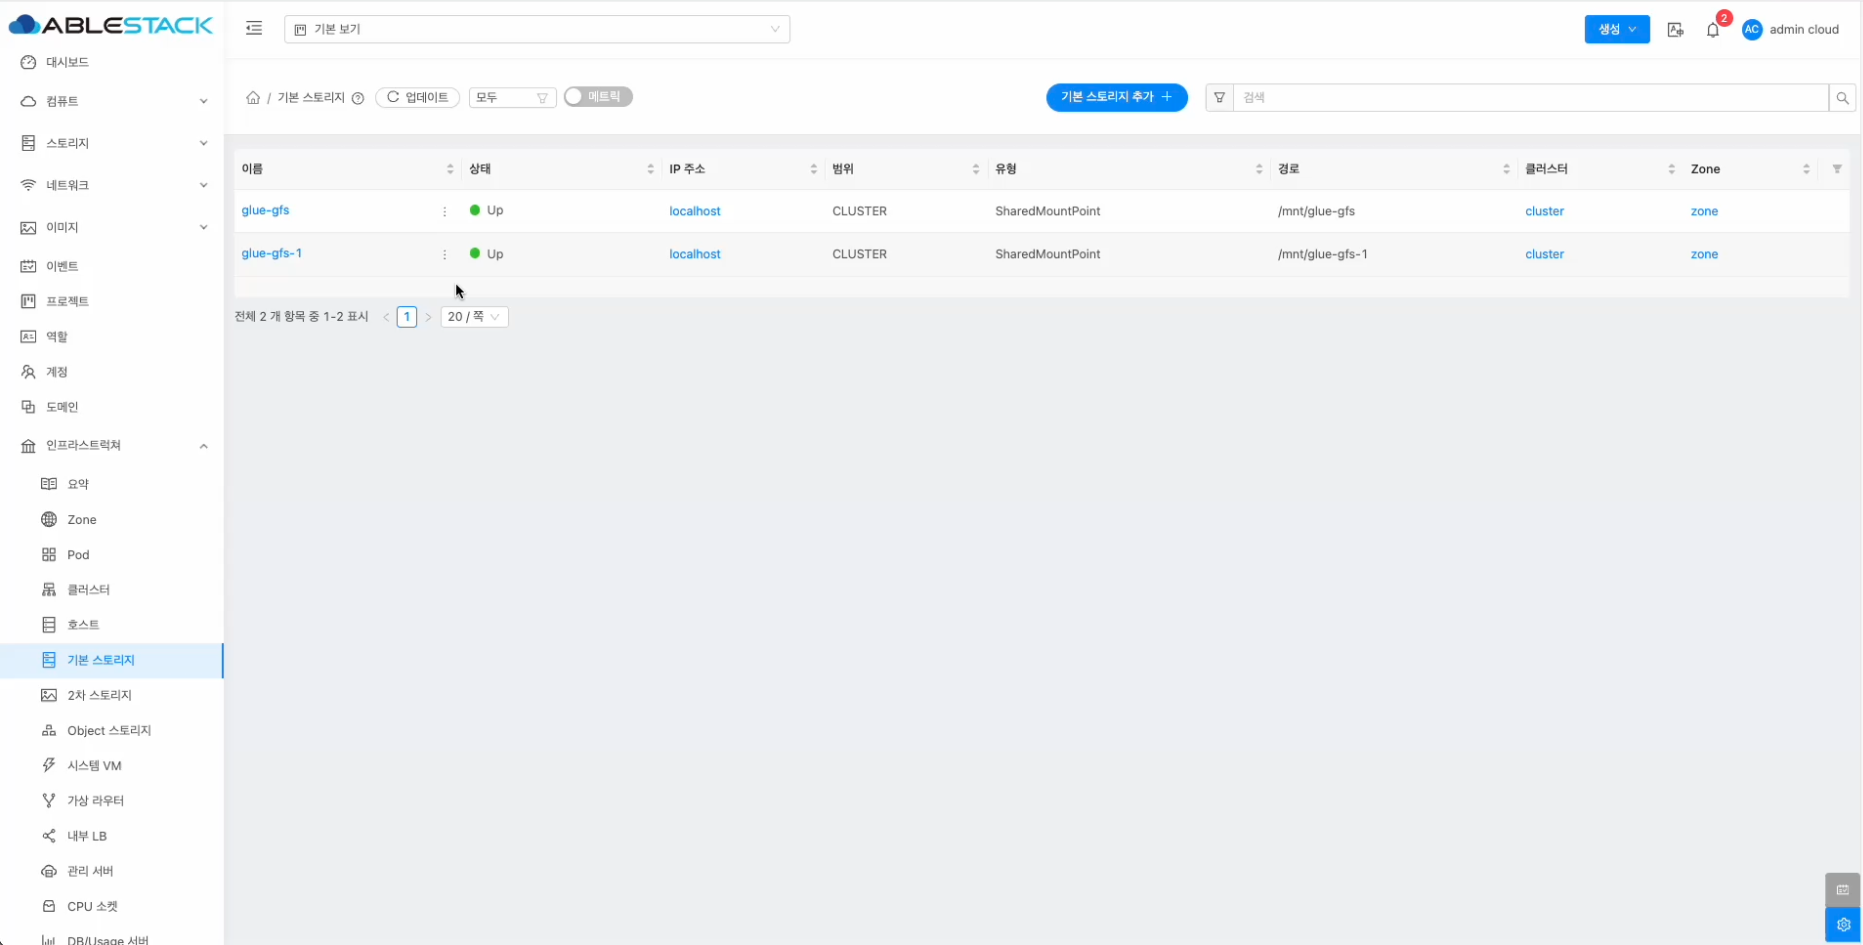 ABLESTACK
기본 보기
생성
2
AC
admin cloud
대시보드
컴퓨트
스토리지
네트워크
이미지
이벤트
프로젝트
역할
계정
도메인
인프라스트럭쳐
요약
Zone
Pod
클러스터
호스트
기본 스토리지
2차 스토리지
Object 스토리지
시스템 VM
가상 라우터
내부 LB
관리 서버
CPU 소켓
DB/Usage 서버
/ 기본 스토리지
업데이트
모두
메트릭
기본 스토리지 추가 +
검색
이름 상태 IP 주소 범위 유형 경로 클러스터 Zone
glue-gfs Up localhost CLUSTER SharedMountPoint /mnt/glue-gfs cluster zone
glue-gfs-1 Up localhost CLUSTER SharedMountPoint /mnt/glue-gfs-1 cluster zone
전체 2 개 항목 중 1-2 표시 < 1 > 20 / 쪽